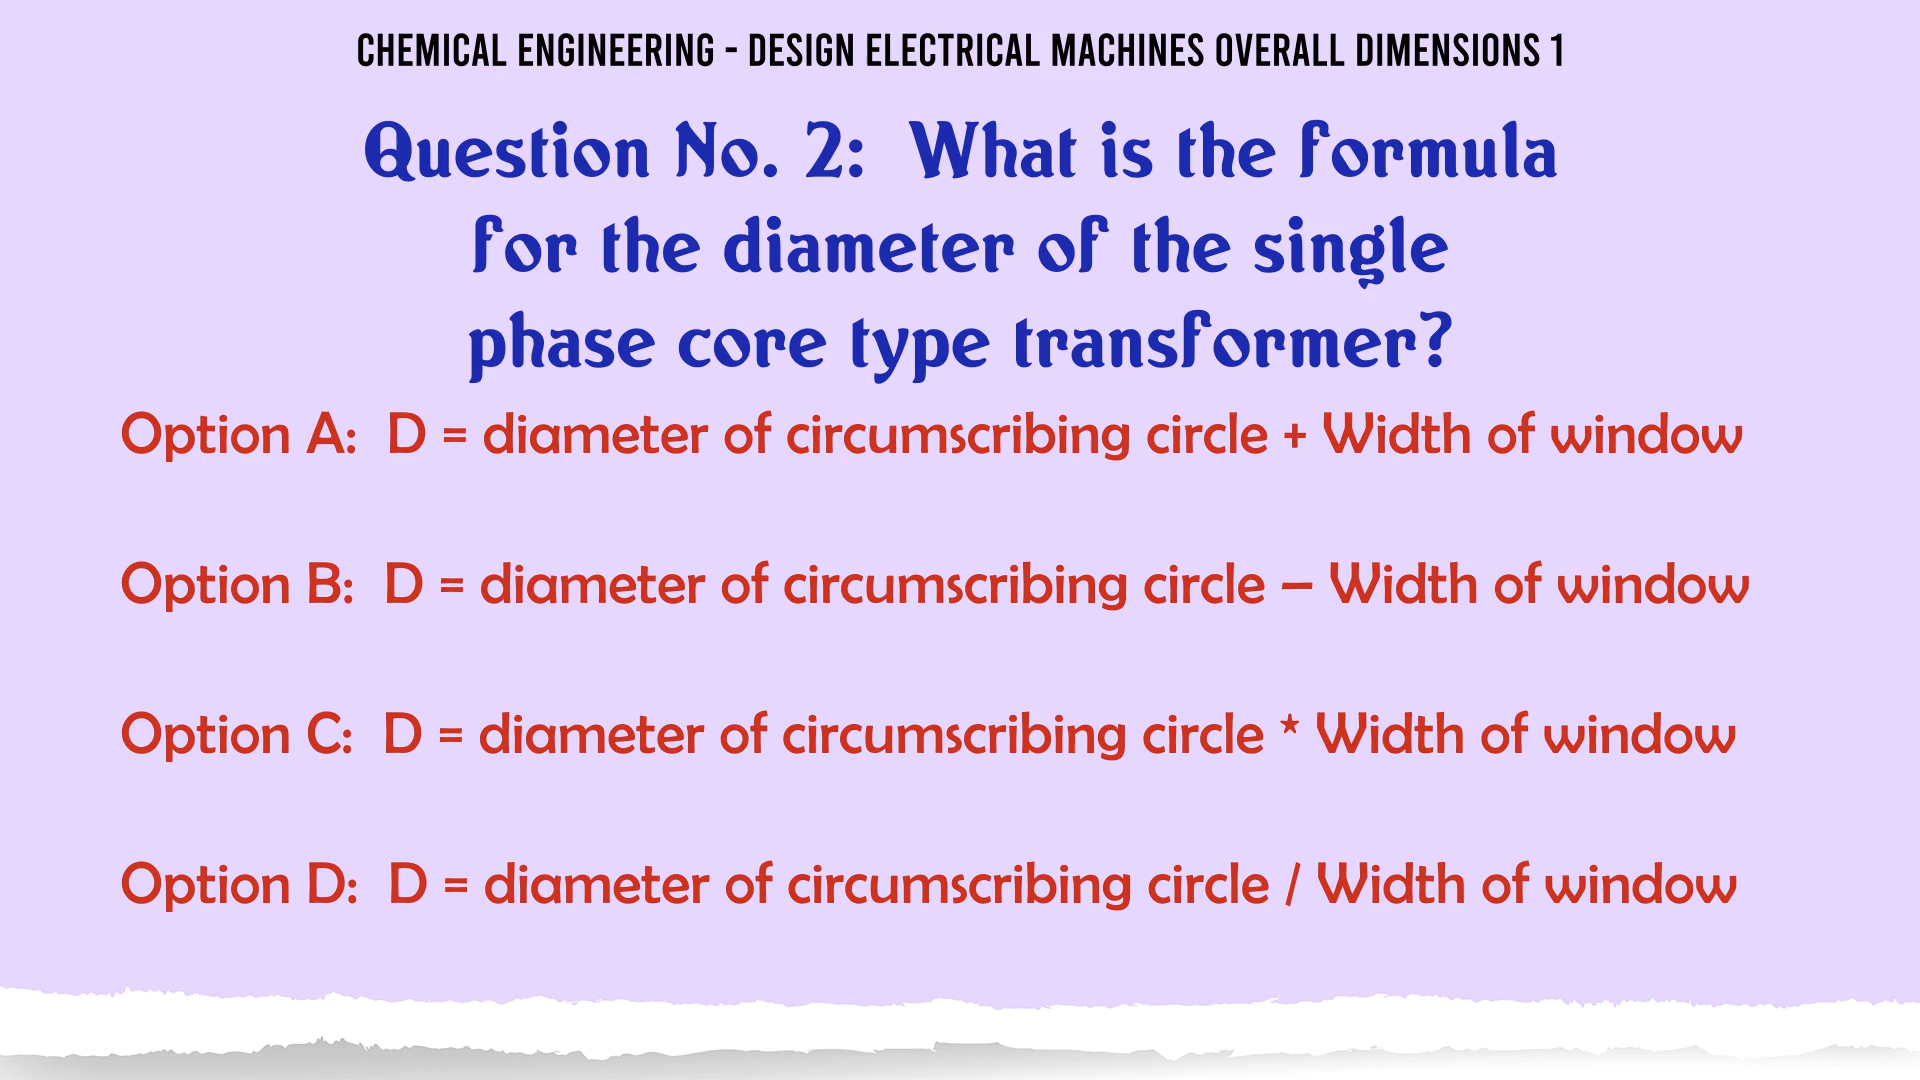 CHEMICAL ENGINEERING - DESIGN ELECTRICAL MACHINES OVERALL DIMENSIONS 1
Question No. 2: What is the formula
for the diameter of the single
phase core type transformer?
Option A: D = diameter of circumscribing circle + Width of window
Option B: D = diameter of circumscribing circle – Width of window
Option C: D = diameter of circumscribing circle * Width of window
Option D: D = diameter of circumscribing circle / Width of window